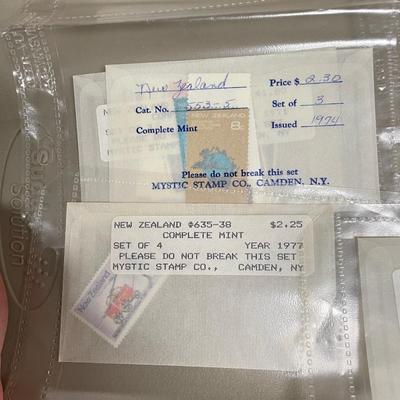 New Zealand Price $ 2.30
Cat. No. 553-5 Set of 3
NEW ZEALAND
8c
Complete Mint Issued 1974
Please do not break this set
MYSTIC STAMP CO., CAMDEN, N.Y.
NEW ZEALAND #635-38 $2.25
COMPLETE MINT
SET OF 4 YEAR 1977
PLEASE DO NOT BREAK THIS SET
MYSTIC STAMP CO., CAMDEN, NY
New Zealand
Solution